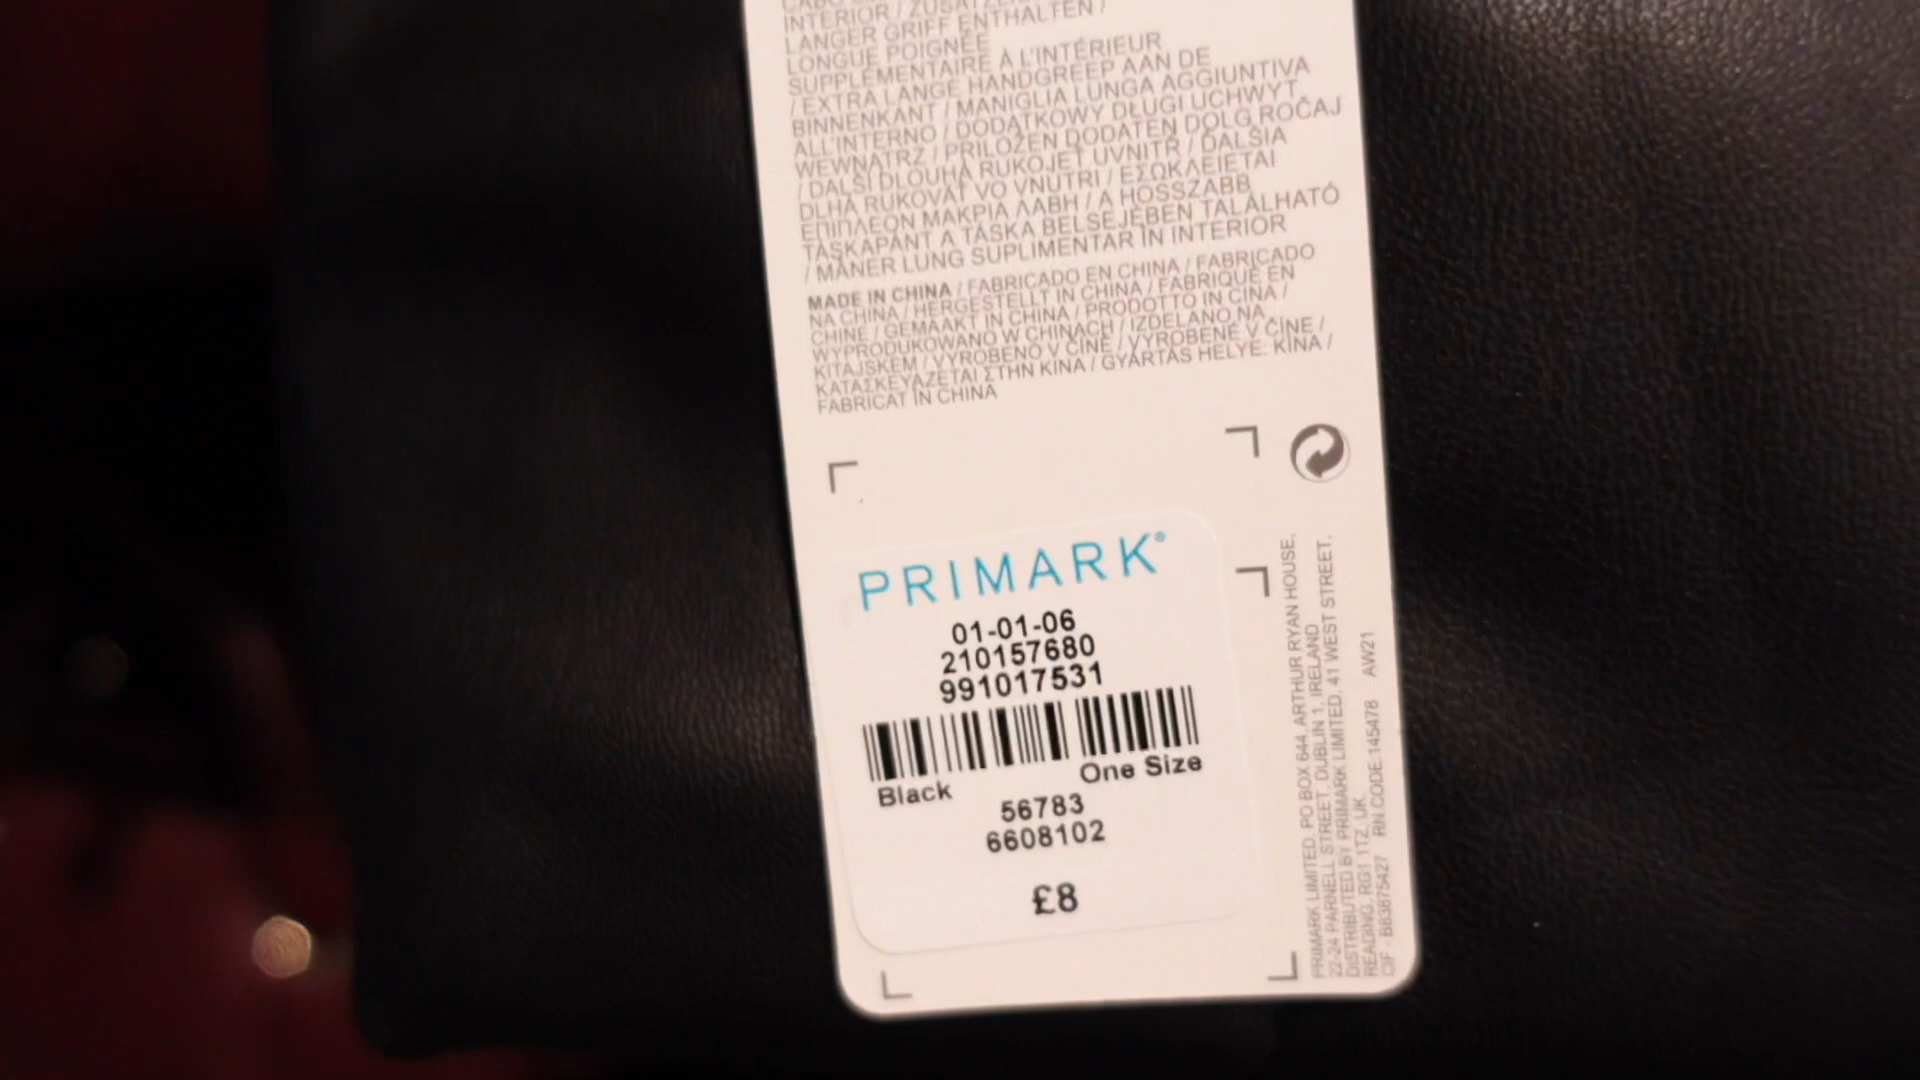 INTERIOR /
LANGER GRIFF ENTHALTEN /
LONGUE POIGNÉE
SUPPLÉMENTAIRE À L'INTÉRIEUR
/ EXTRA LANGE HANDGREEP AAN DE
BINNENKANT / MANIGLIA LUNGA AGGIUNTIVA
ALL'INTERNO / DODATKOWY DŁUGI UCHWYT
WEWNĄTRZ / PRILOŽEN DODATEN DOLG ROČAJ
/ DALŠÍ DLOUHÁ RUKOJEŤ UVNITŘ / ĎALŠIA
DLHÁ RUKOVÄŤ VO VNÚTRI / ΕΣΩΚΛΕΙΕΤΑΙ
ΕΠΙΠΛΕΟΝ ΜΑΚΡΙΑ ΛΑΒΗ / A HOSSZABB
TÁSKAPÁNT A TÁSKA BELSEJÉBEN TALÁLHATÓ
/ MÂNER LUNG SUPLIMENTAR ÎN INTERIOR
MADE IN CHINA / FABRICADO EN CHINA / FABRICADO
NA CHINA / HERGESTELLT IN CHINA / FABRIQUÉ EN
CHINE / GEMAAKT IN CHINA / PRODOTTO IN CINA /
WYPRODUKOWANO W CHINACH / IZDELANO NA
KITAJSKEM / VYROBENO V ČÍNĚ / VYROBENÉ V ČÍNE /
ΚΑΤΑΣΚΕΥΑΖΕΤΑΙ ΣΤΗΝ ΚΙΝΑ / GYÁRTÁS HELYE: KÍNA /
FABRICAT ÎN CHINA
PRIMARK®
01-01-06
210157680
991017531
Black One Size
56783
6608102
£8
PRIMARK LIMITED, PO BOX 644, ARTHUR RYAN HOUSE,
22-24 PARNELL STREET, DUBLIN 1, IRELAND
DISTRIBUTED BY PRIMARK LIMITED, 41 WEST STREET,
READING, RG1 1TZ, UK
CIF - B83875427 RN CODE:145478 AW21